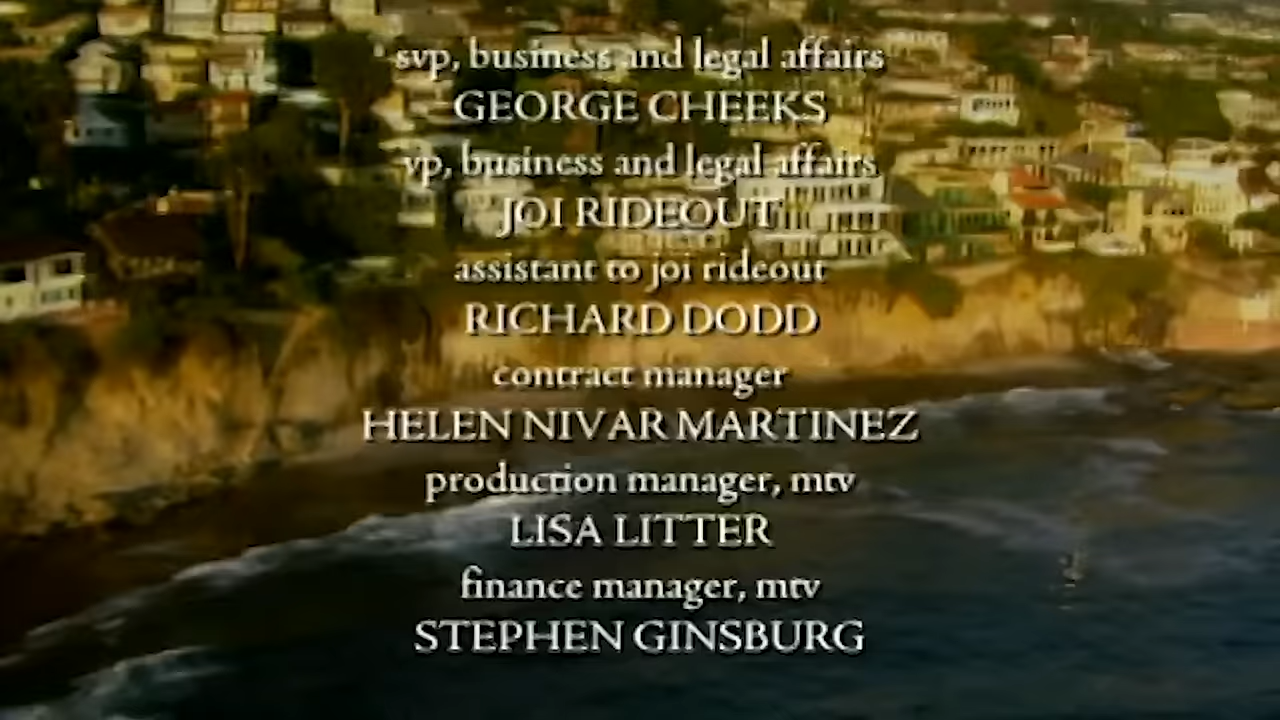 svp, business and legal affairs
GEORGE CHEEKS
vp, business and legal affairs
JOI RIDEOUT
assistant to joi rideout
RICHARD DODD
contract manager
HELEN NIVAR MARTINEZ
production manager, mtv
LISA LITTER
finance manager, mtv
STEPHEN GINSBURG